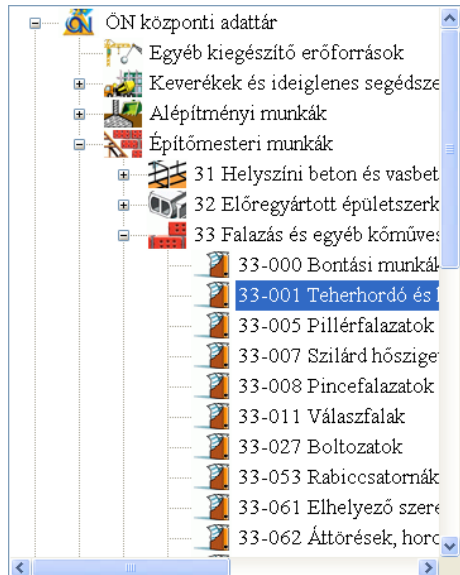 ÖN központi adattár
Egyéb kiegészítő erőforrások
Keverékek és ideiglenes segédsze
Alépítményi munkák
Építőmesteri munkák
31 Helyszíni beton és vasbet
32 Előregyártott épületszerk
33 Falazás és egyéb kőműves
33-000 Bontási munkák
33-001 Teherhordó és
33-005 Pillérfalazatok
33-007 Szilárd hőszige
33-008 Pincefalazatok
33-011 Válaszfalak
33-027 Boltozatok
33-053 Rabiccsatornák
33-061 Elhelyező szere
33-062 Áttörések, horo